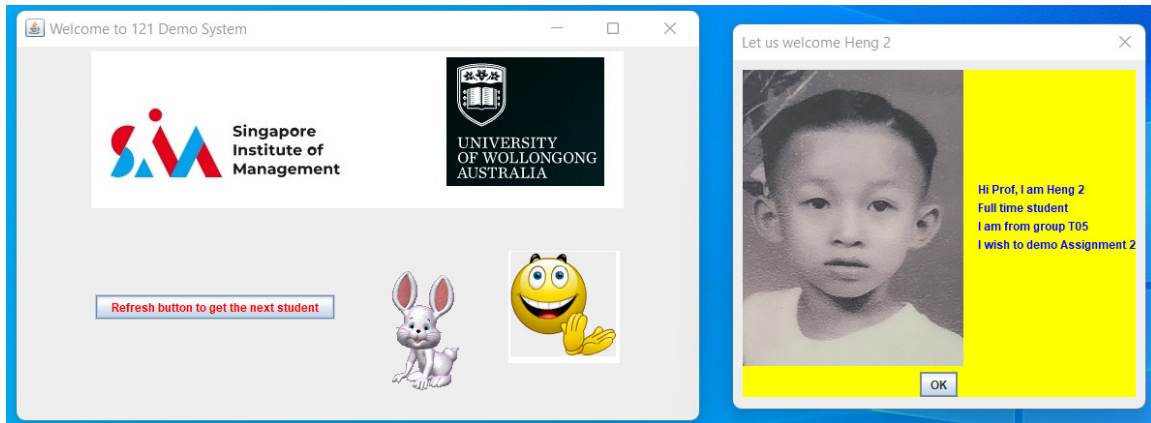 Welcome to 121 Demo System
Singapore
Institute of
Management
UNIVERSITY
OF WOLLONGONG
AUSTRALIA
Refresh button to get the next student
Let us welcome Heng 2
Hi Prof, I am Heng 2
Full time student
I am from group T05
I wish to demo Assignment 2
OK